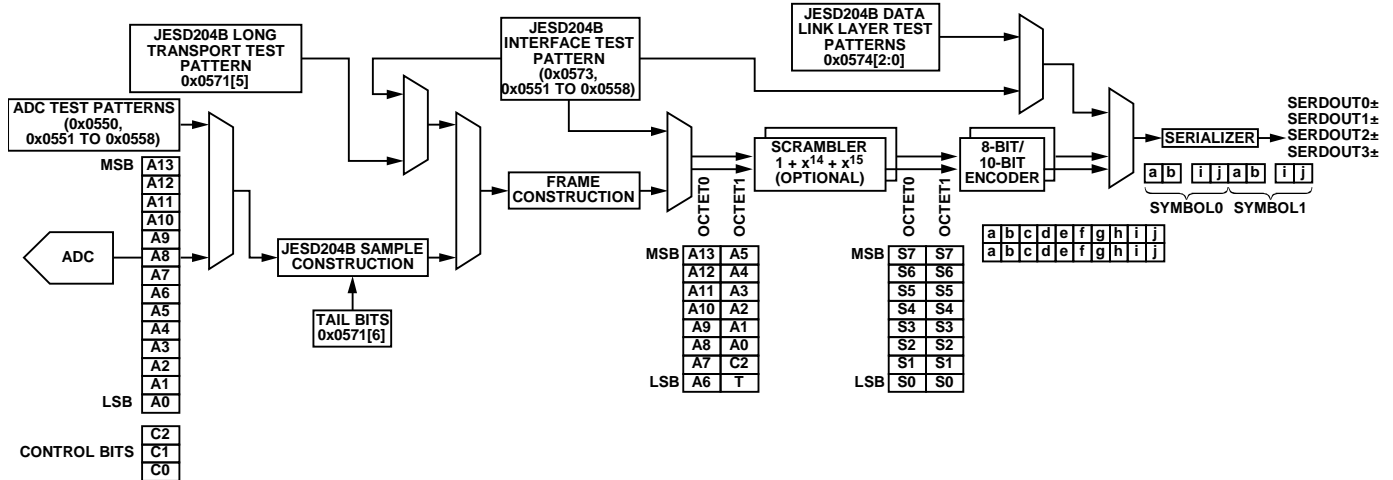 JESD204B LONG
TRANSPORT TEST
PATTERN
0x0571[5]
JESD204B
INTERFACE TEST
PATTERN
(0x0573,
0x0551 TO 0x0558)
JESD204B DATA
LINK LAYER TEST
PATTERNS
0x0574[2:0]
ADC TEST PATTERNS
(0x0550,
0x0551 TO 0x0558)
MSB
A13
A12
A11
A10
A9
A8
A7
A6
A5
A4
A3
A2
A1
LSB
A0
CONTROL BITS
C2
C1
C0
ADC
JESD204B SAMPLE
CONSTRUCTION
TAIL BITS
0x0571[6]
FRAME
CONSTRUCTION
OCTET0
OCTET1
MSB A13 A5
A12 A4
A11 A3
A10 A2
A9 A1
A8 A0
A7 C2
LSB A6 T
SCRAMBLER
1 + x14 + x15
(OPTIONAL)
OCTET0
OCTET1
MSB S7 S7
S6 S6
S5 S5
S4 S4
S3 S3
S2 S2
S1 S1
LSB S0 S0
8-BIT/
10-BIT
ENCODER
a b c d e f g h i j
a b c d e f g h i j
SERIALIZER
SERDOUT0±
SERDOUT1±
SERDOUT2±
SERDOUT3±
a b i j a b i j
SYMBOL0 SYMBOL1